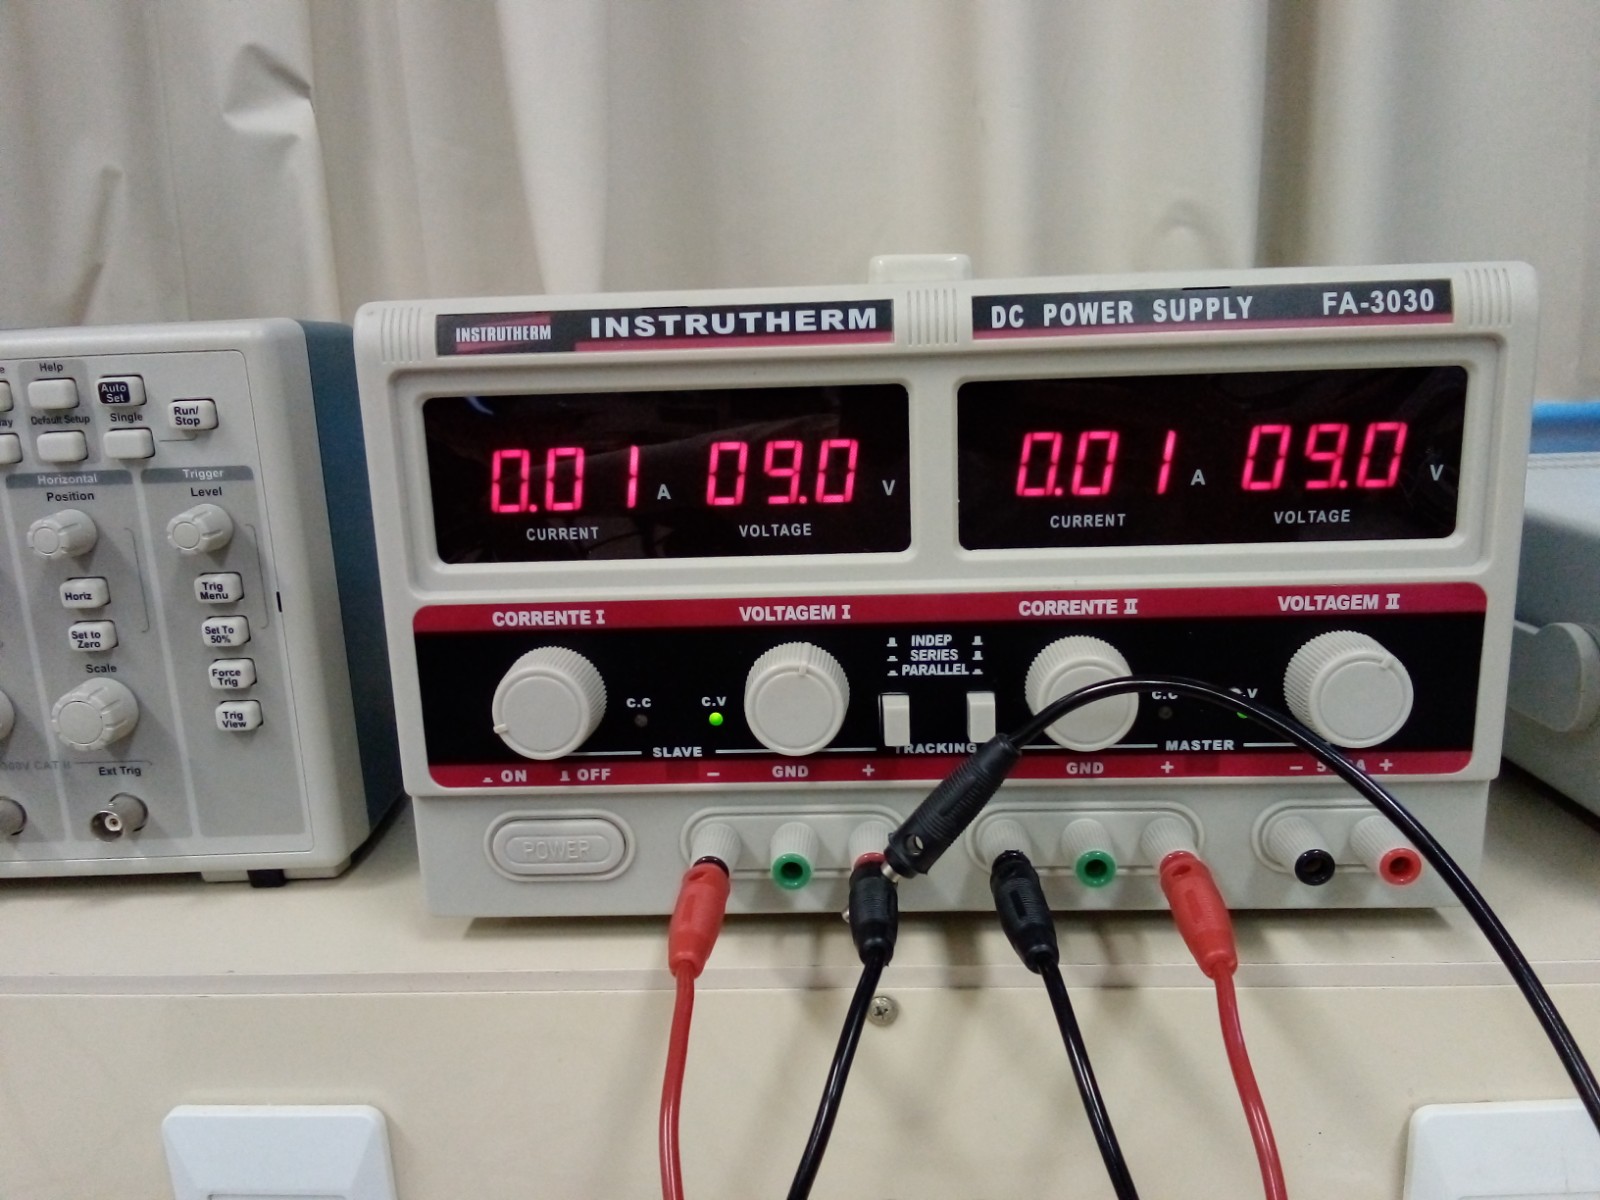 Help
Auto Set
Run/ Stop
Default Setup
Single
Horizontal
Position
Trigger
Level
Horiz
Trig Menu
Set to Zero
Set To 50%
Scale
Force Trig
Trig View
Ext Trig
INSTRUTHERM
INSTRUTHERM
DC POWER SUPPLY FA-3030
0.01 A 09.0 V
CURRENT VOLTAGE
0.01 A 09.0 V
CURRENT VOLTAGE
CORRENTE I
VOLTAGEM I
CORRENTE II
VOLTAGEM II
INDEP
SERIES
PARALLEL
C.C
C.V
C.C
SLAVE
TRACKING
MASTER
ON OFF
− GND +
GND +
− +
POWER